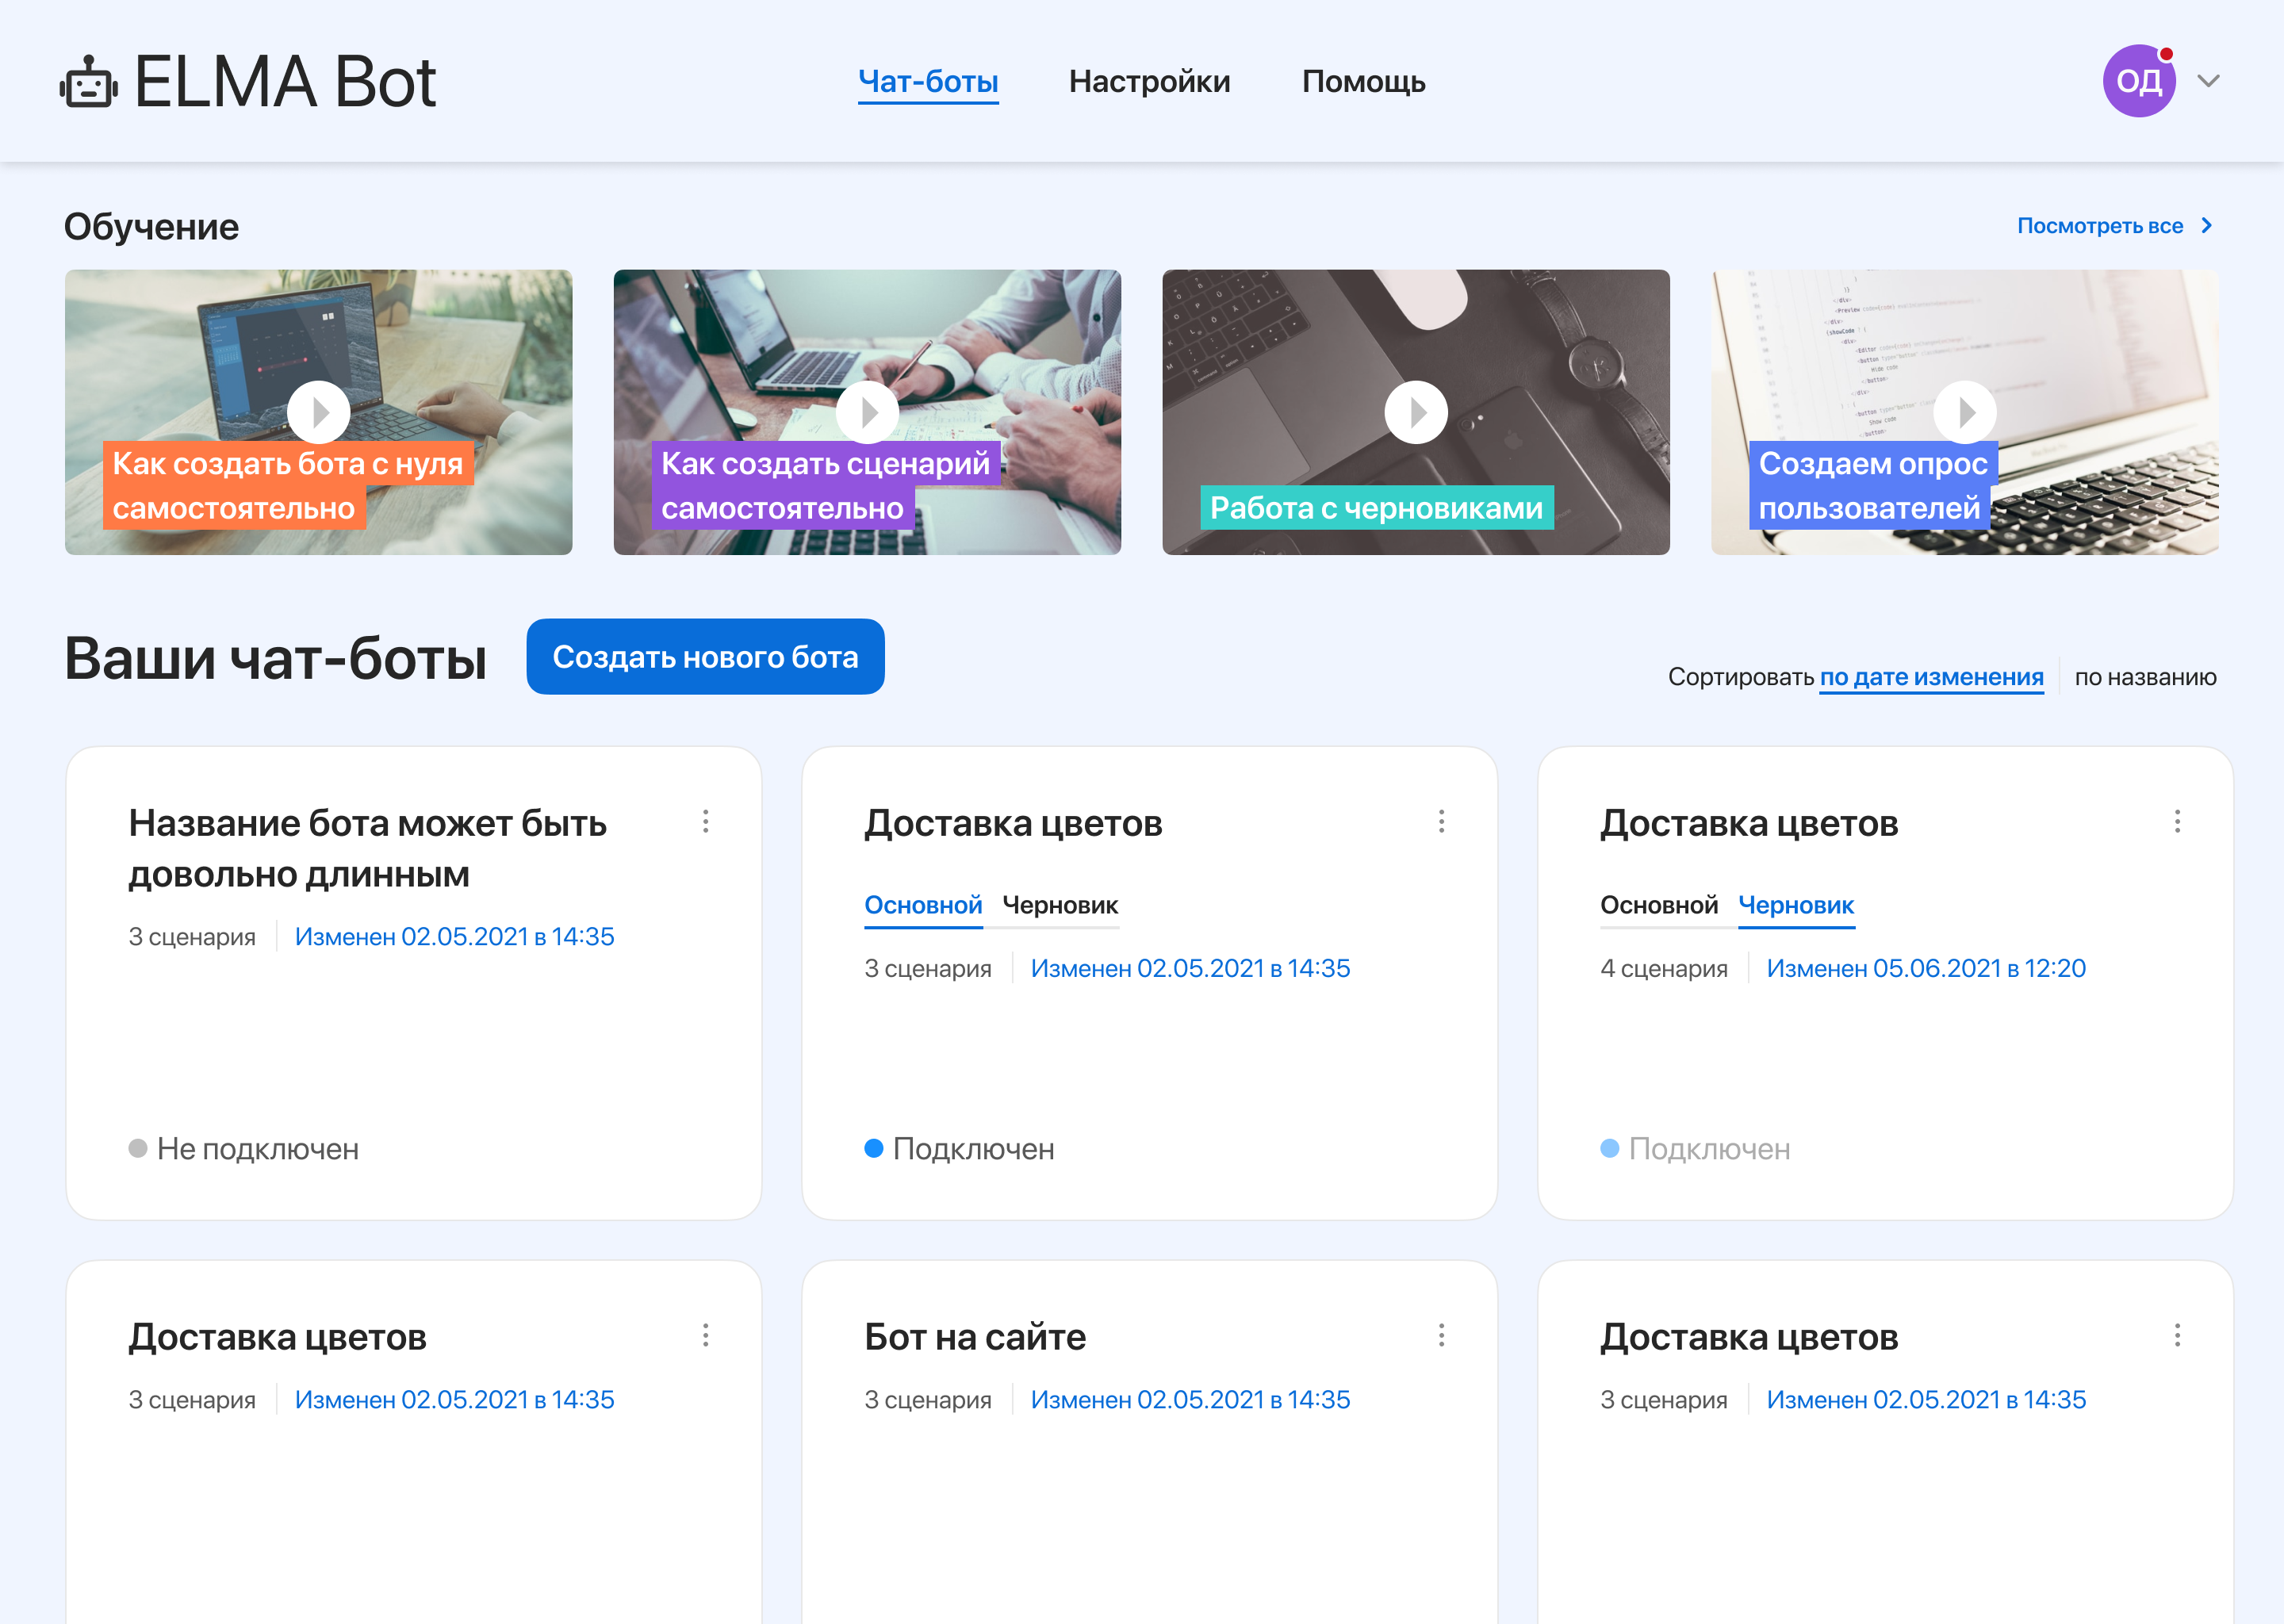 ELMA Bot
Чат-боты
Настройки
Помощь
ОД
Обучение
Посмотреть все
Как создать бота с нуля
самостоятельно
Как создать сценарий
самостоятельно
Работа с черновиками
Создаем опрос
пользователей
Ваши чат-боты
Создать нового бота
Сортировать по дате изменения
по названию
Название бота может быть
довольно длинным
3 сценария
Изменен 02.05.2021 в 14:35
Не подключен
Доставка цветов
Основной Черновик
3 сценария
Изменен 02.05.2021 в 14:35
Подключен
Доставка цветов
Основной Черновик
4 сценария
Изменен 05.06.2021 в 12:20
Подключен
Доставка цветов
3 сценария
Изменен 02.05.2021 в 14:35
Бот на сайте
3 сценария
Изменен 02.05.2021 в 14:35
Доставка цветов
3 сценария
Изменен 02.05.2021 в 14:35